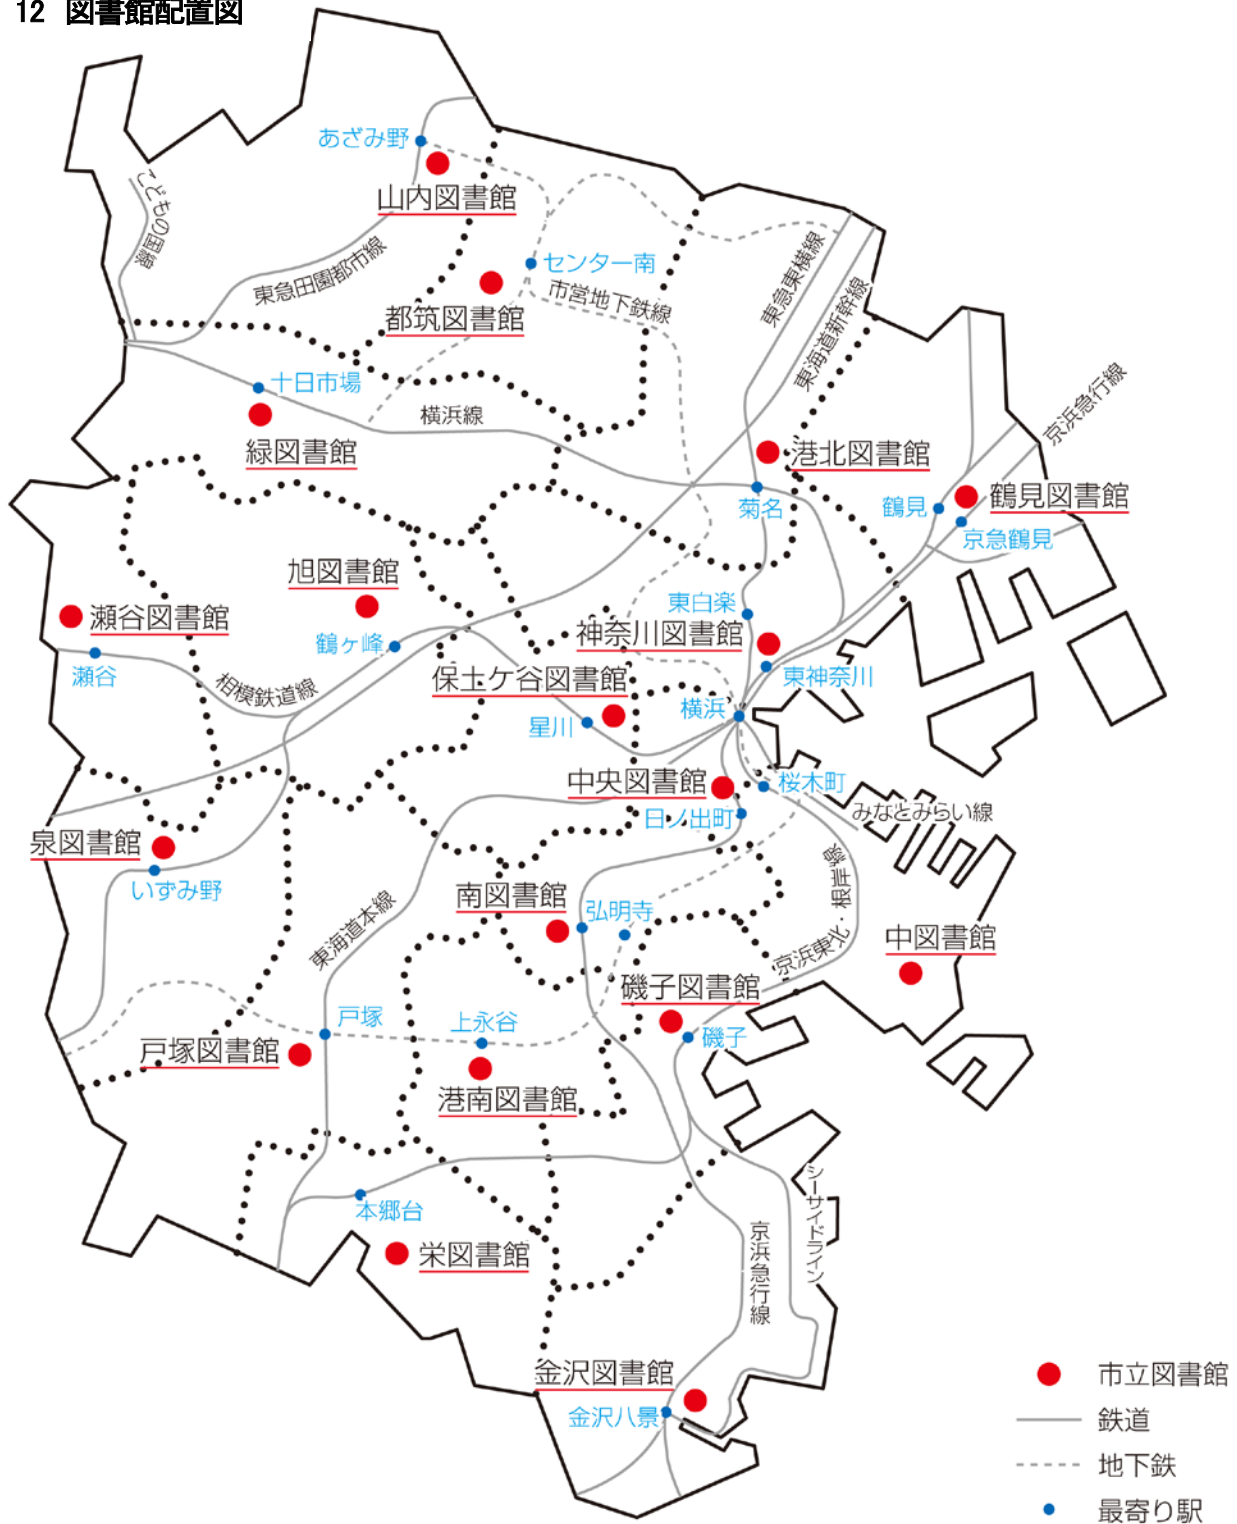 12 図書館配置図
あざみ野
山内図書館
こどもの国線
東急田園都市線
センター南
市営地下鉄線
都筑図書館
東急東横線
東海道新幹線
十日市場
横浜線
緑図書館
京浜急行線
港北図書館
菊名
鶴見
鶴見図書館
京急鶴見
旭図書館
瀬谷図書館
瀬谷
鶴ヶ峰
相模鉄道線
東白楽
神奈川図書館
東神奈川
保土ケ谷図書館
星川
横浜
中央図書館
桜木町
日ノ出町
みなとみらい線
泉図書館
いずみ野
東海道本線
南図書館
弘明寺
京浜東北・根岸線
中図書館
磯子図書館
磯子
戸塚
戸塚図書館
上永谷
港南図書館
本郷台
栄図書館
シーサイドライン
京浜急行線
金沢図書館
金沢八景
市立図書館
鉄道
地下鉄
最寄り駅